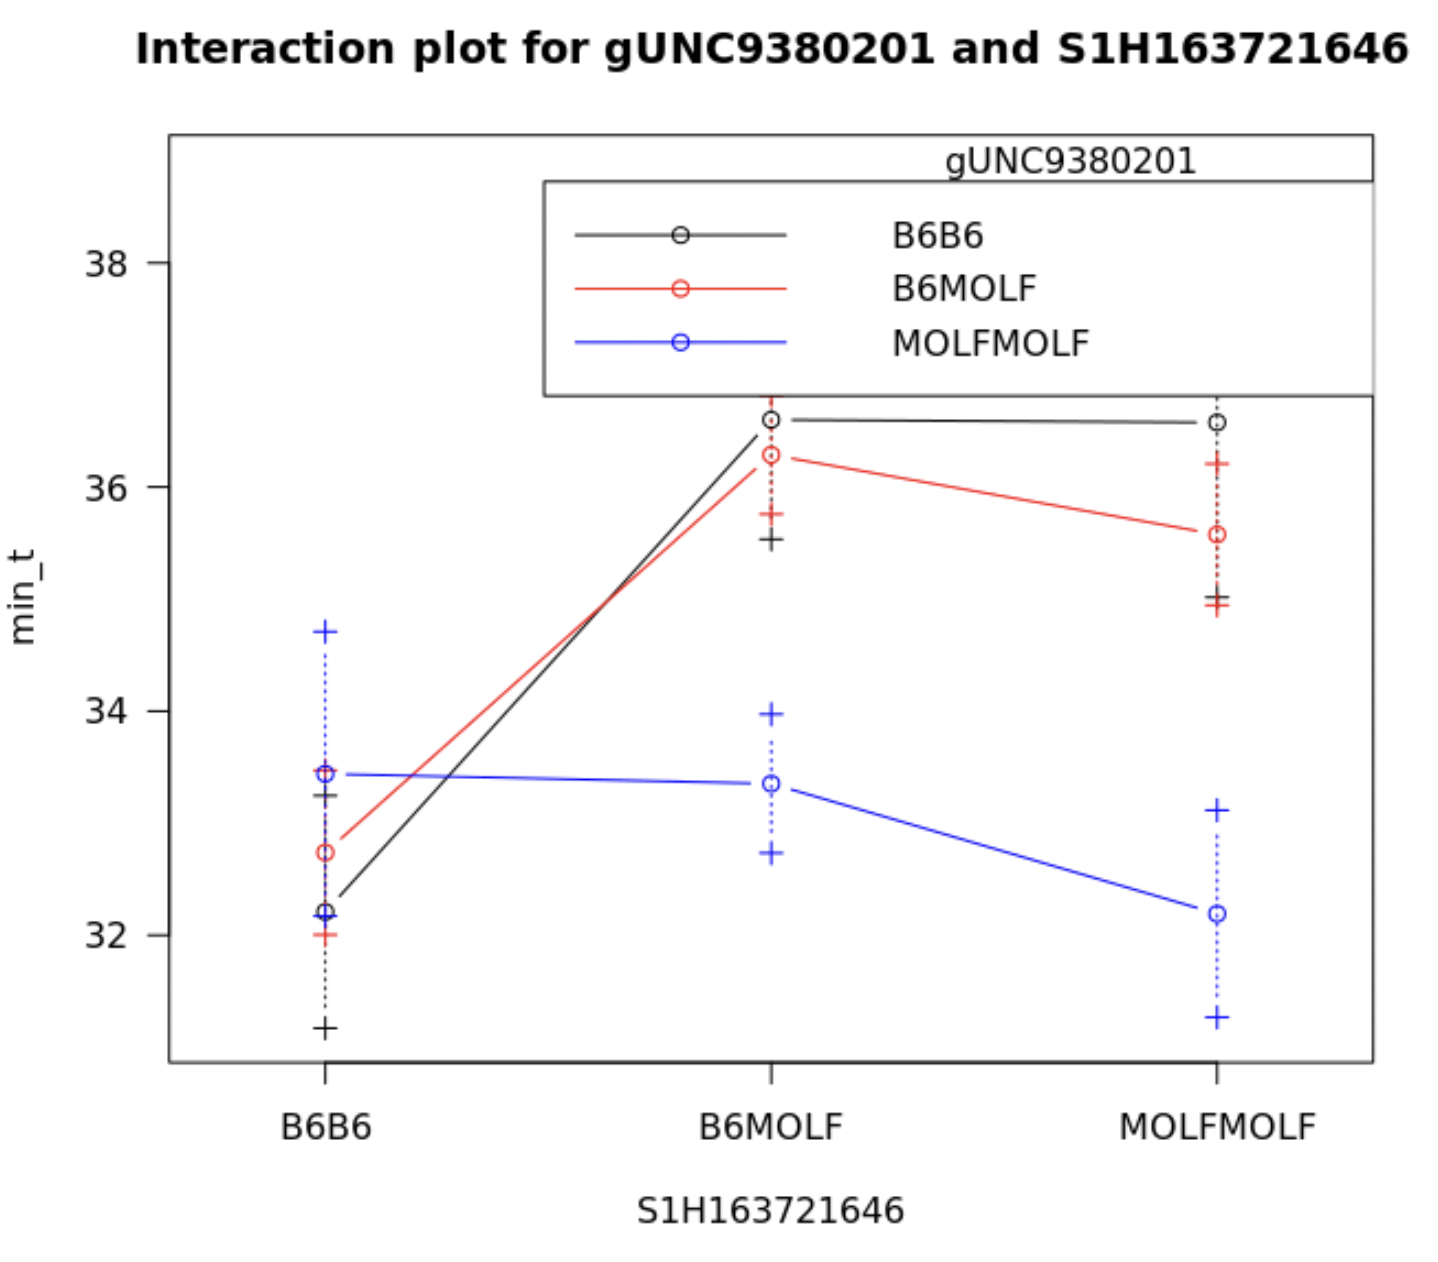 Interaction plot for gUNC9380201 and S1H163721646
gUNC9380201
B6B6
B6MOLF
MOLFMOLF
38
36
34
32
min_t
B6B6 B6MOLF MOLFMOLF
S1H163721646